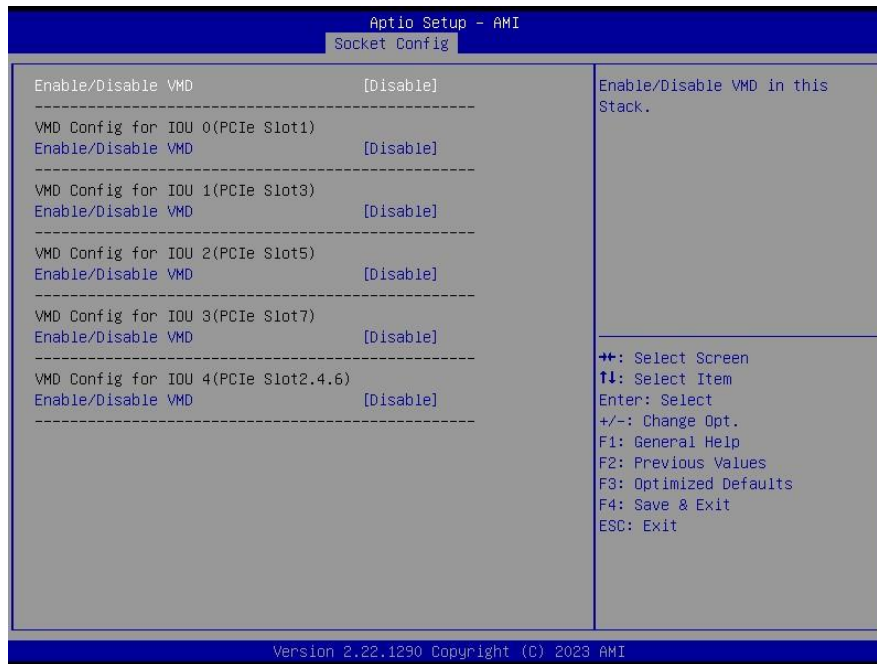 Aptio Setup - AMI
Socket Config
Enable/Disable VMD [Disable]
------------------------------------------------
VMD Config for IOU 0(PCIe Slot1)
Enable/Disable VMD [Disable]
------------------------------------------------
VMD Config for IOU 1(PCIe Slot3)
Enable/Disable VMD [Disable]
------------------------------------------------
VMD Config for IOU 2(PCIe Slot5)
Enable/Disable VMD [Disable]
------------------------------------------------
VMD Config for IOU 3(PCIe Slot7)
Enable/Disable VMD [Disable]
------------------------------------------------
VMD Config for IOU 4(PCIe Slot2.4.6)
Enable/Disable VMD [Disable]
------------------------------------------------
Enable/Disable VMD in this
Stack.
→←: Select Screen
↑↓: Select Item
Enter: Select
+/-: Change Opt.
F1: General Help
F2: Previous Values
F3: Optimized Defaults
F4: Save & Exit
ESC: Exit
Version 2.22.1290 Copyright (C) 2023 AMI